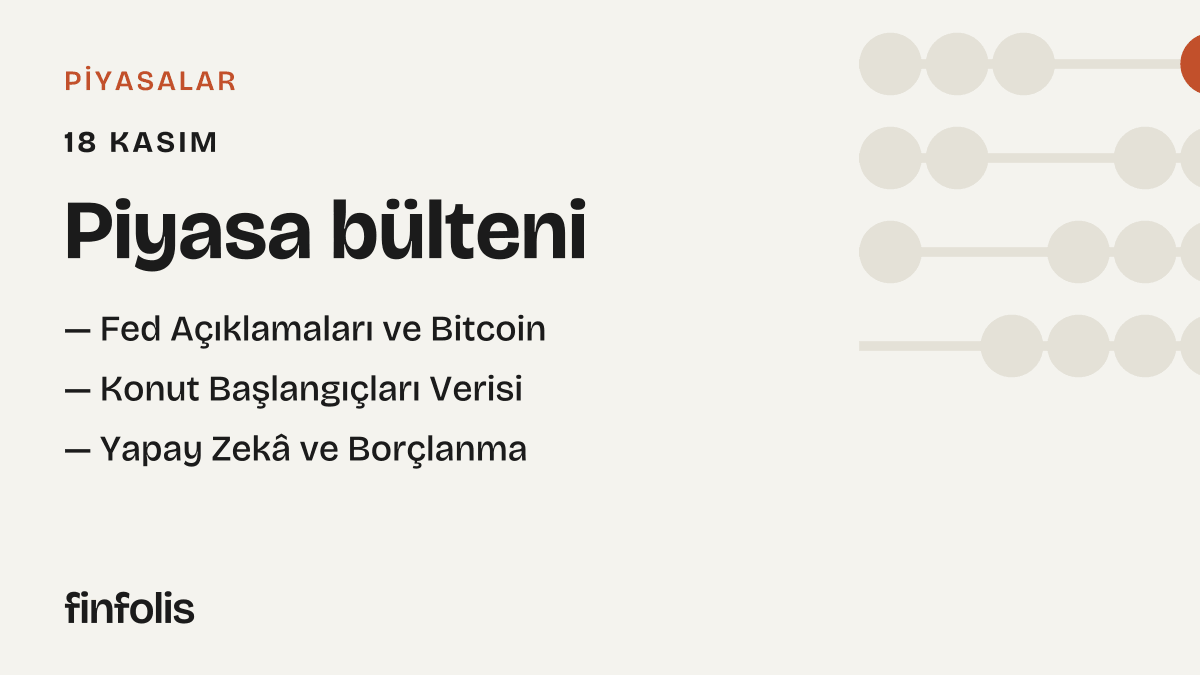 PİYASALAR
18 KASIM
Piyasa bülteni
— Fed Açıklamaları ve Bitcoin
— Konut Başlangıçları Verisi
— Yapay Zekâ ve Borçlanma
finfolis